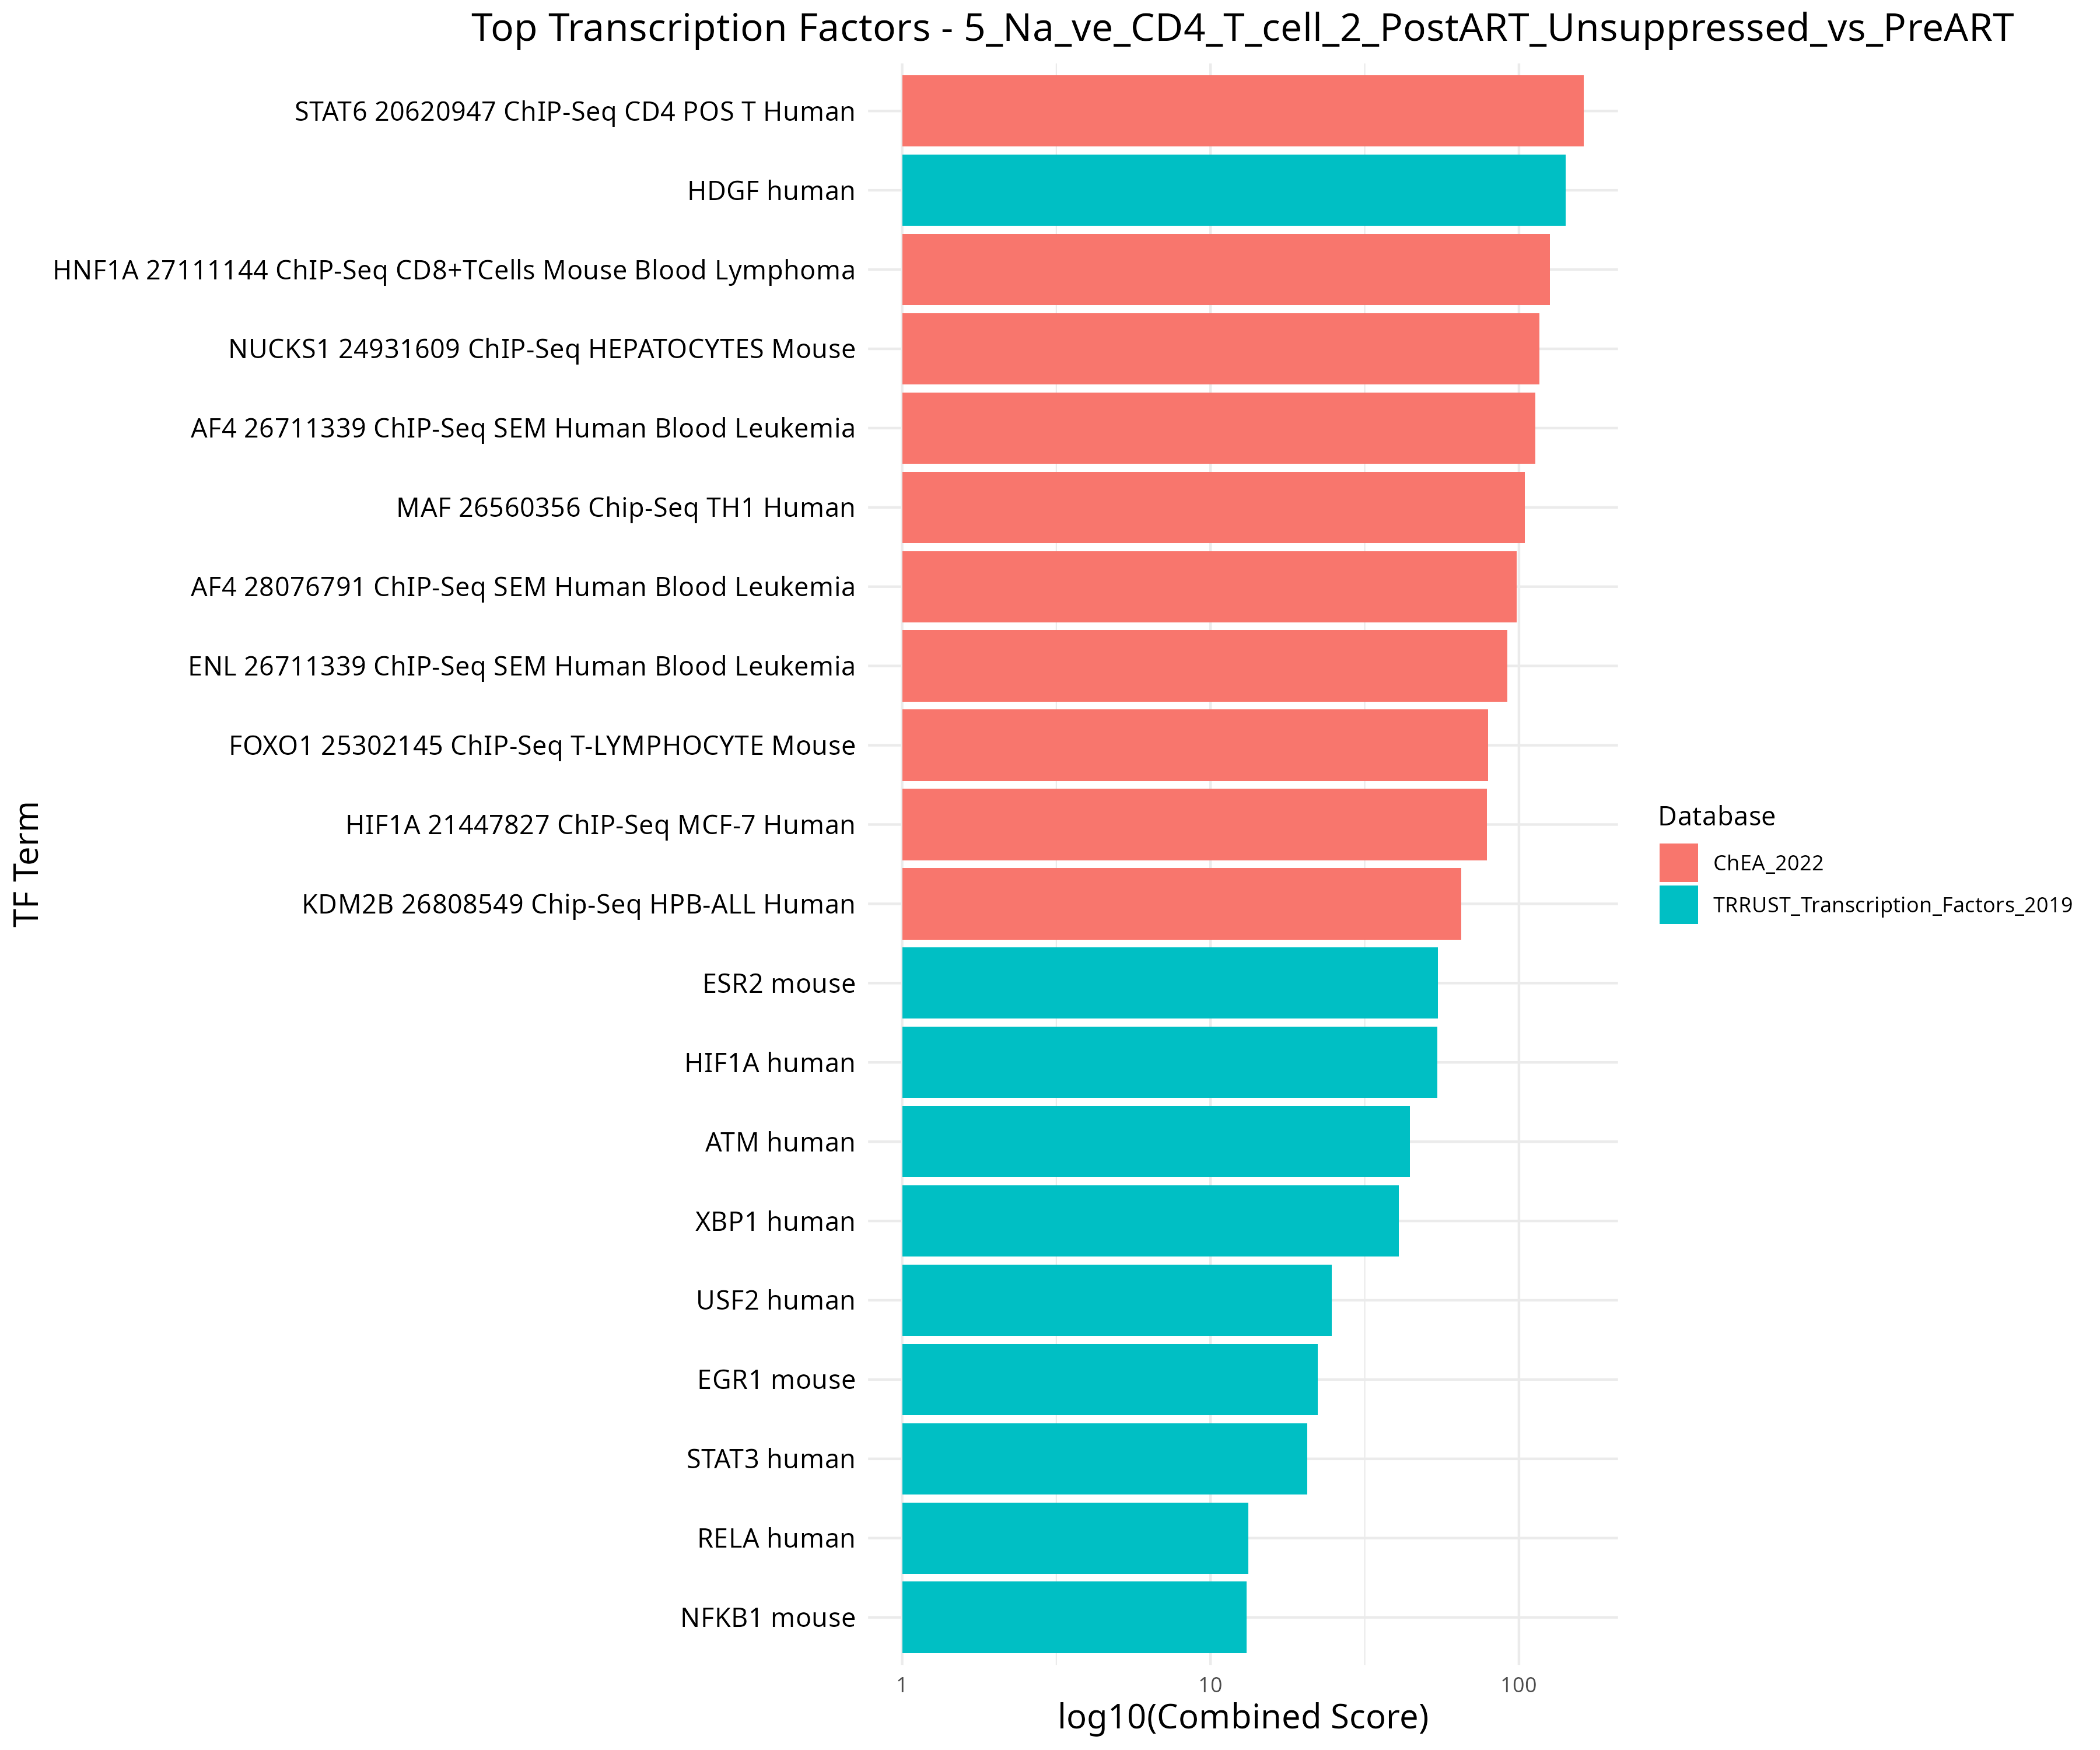 Top Transcription Factors - 5_Na_ve_CD4_T_cell_2_PostART_Unsuppressed_vs_PreART
STAT6 20620947 ChIP-Seq CD4 POS T Human
HDGF human
HNF1A 27111144 ChIP-Seq CD8+TCells Mouse Blood Lymphoma
NUCKS1 24931609 ChIP-Seq HEPATOCYTES Mouse
AF4 26711339 ChIP-Seq SEM Human Blood Leukemia
MAF 26560356 Chip-Seq TH1 Human
AF4 28076791 ChIP-Seq SEM Human Blood Leukemia
ENL 26711339 ChIP-Seq SEM Human Blood Leukemia
FOXO1 25302145 ChIP-Seq T-LYMPHOCYTE Mouse
HIF1A 21447827 ChIP-Seq MCF-7 Human
KDM2B 26808549 Chip-Seq HPB-ALL Human
ESR2 mouse
HIF1A human
ATM human
XBP1 human
USF2 human
EGR1 mouse
STAT3 human
RELA human
NFKB1 mouse
TF Term
1
10
100
log10(Combined Score)
Database
ChEA_2022
TRRUST_Transcription_Factors_2019